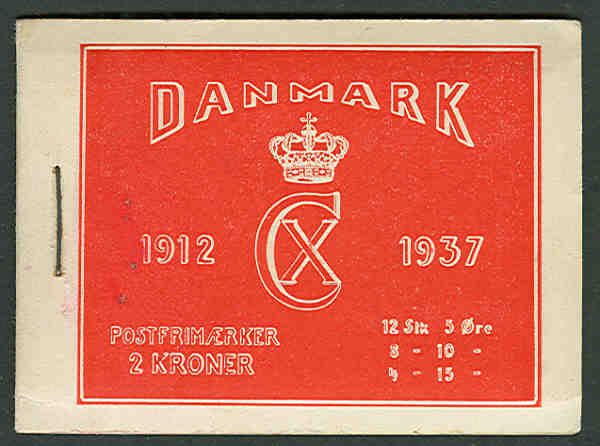 DANMARK
CX
1912 1937
POSTFRIMÆRKER
2 KRONER
12 Stk 5 Øre
8 - 10 -
4 - 15 -